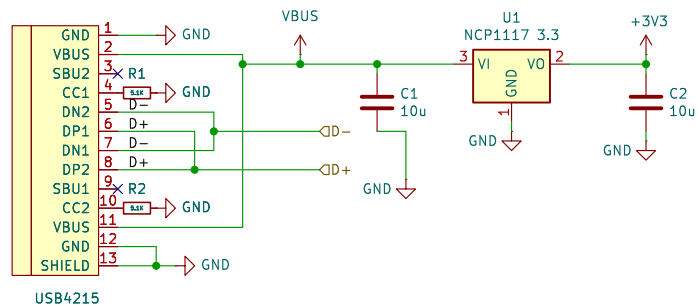 GND 1 GND
VBUS 2
SBU2 3 R1
CC1 4 5.1K GND
DN2 5 D-
DP1 6 D+
DN1 7 D-
DP2 8 D+
SBU1 9 R2
CC2 10 5.1K GND
VBUS 11
GND 12
SHIELD 13 GND
USB4215
D-
D+
VBUS
C1
10u
GND
U1
NCP1117 3.3
3 VI VO 2
GND
1
GND
+3V3
C2
10u
GND